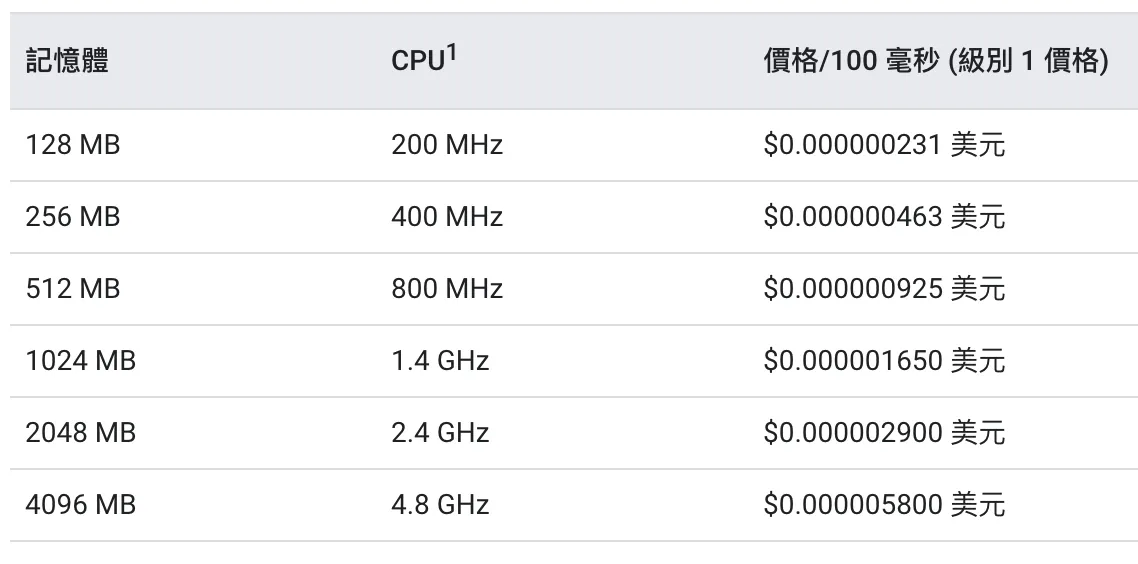 記憶體 CPU1 價格/100 毫秒 (級別 1 價格)
128 MB 200 MHz $0.000000231 美元
256 MB 400 MHz $0.000000463 美元
512 MB 800 MHz $0.000000925 美元
1024 MB 1.4 GHz $0.000001650 美元
2048 MB 2.4 GHz $0.000002900 美元
4096 MB 4.8 GHz $0.000005800 美元